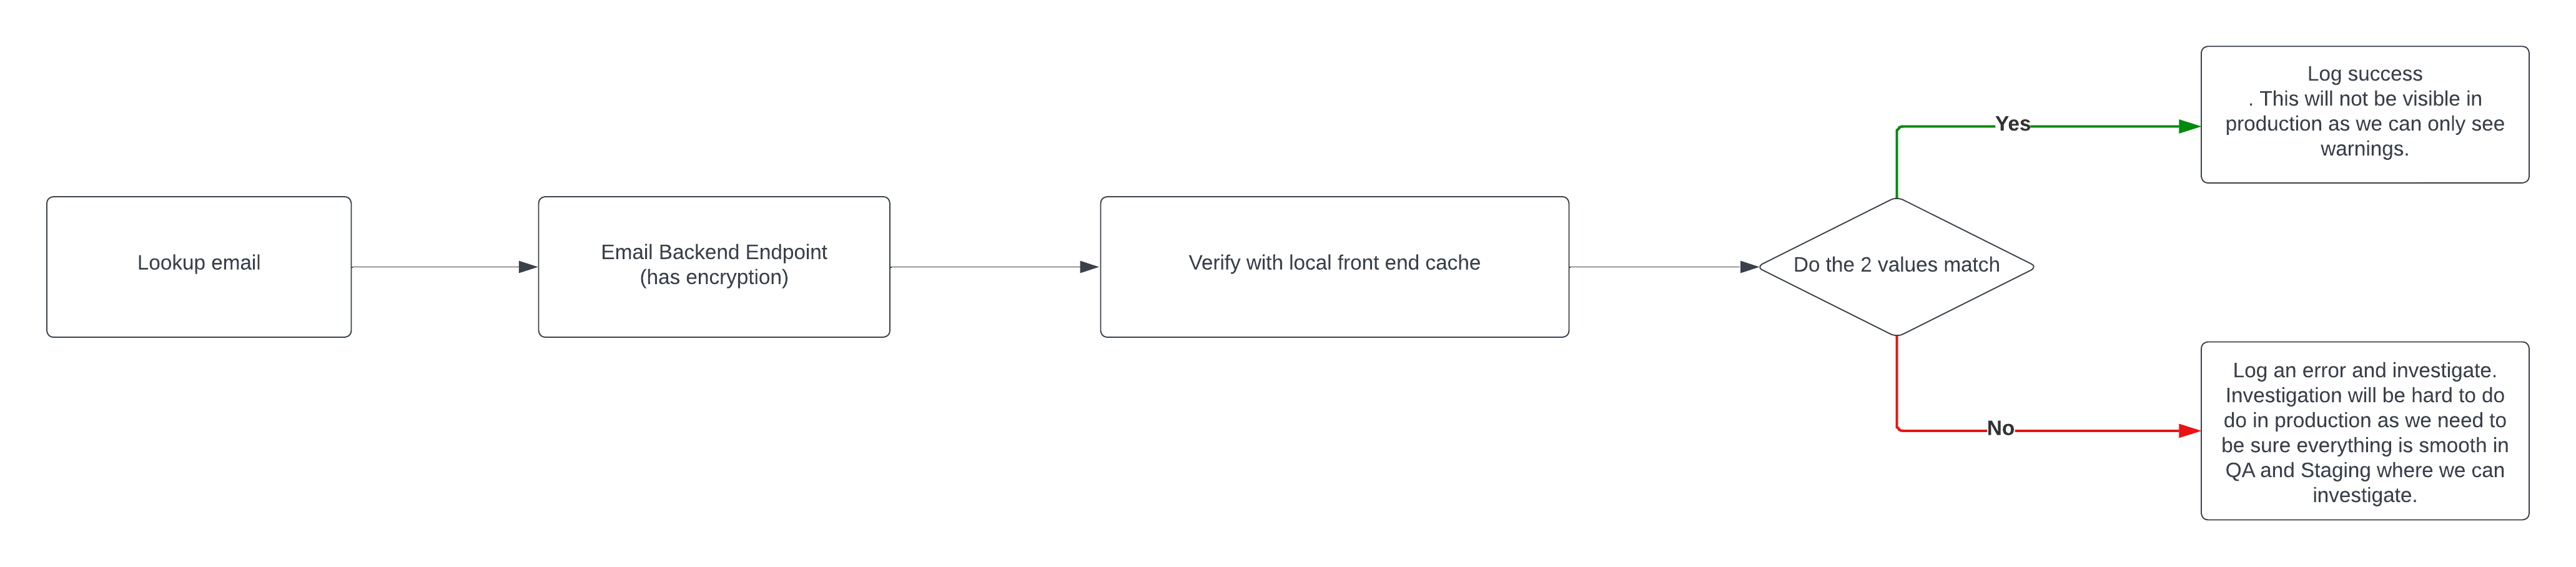 Lookup email
Email Backend Endpoint
(has encryption)
Verify with local front end cache
Do the 2 values match
Yes
Log success
. This will not be visible in
production as we can only see
warnings.
No
Log an error and investigate.
Investigation will be hard to do
do in production as we need to
be sure everything is smooth in
QA and Staging where we can
investigate.